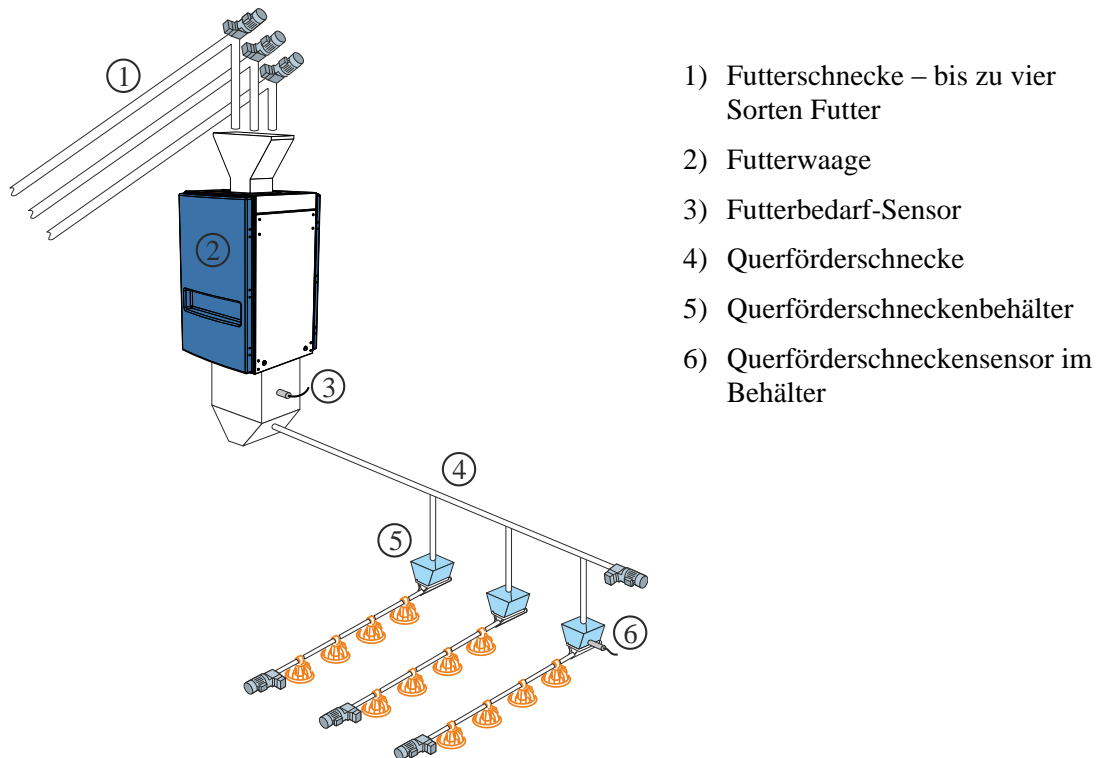 1
2
3
4
5
6
1) Futterschnecke – bis zu vier
Sorten Futter
2) Futterwaage
3) Futterbedarf-Sensor
4) Querförderschnecke
5) Querförderschneckenbehälter
6) Querförderschneckensensor im
Behälter